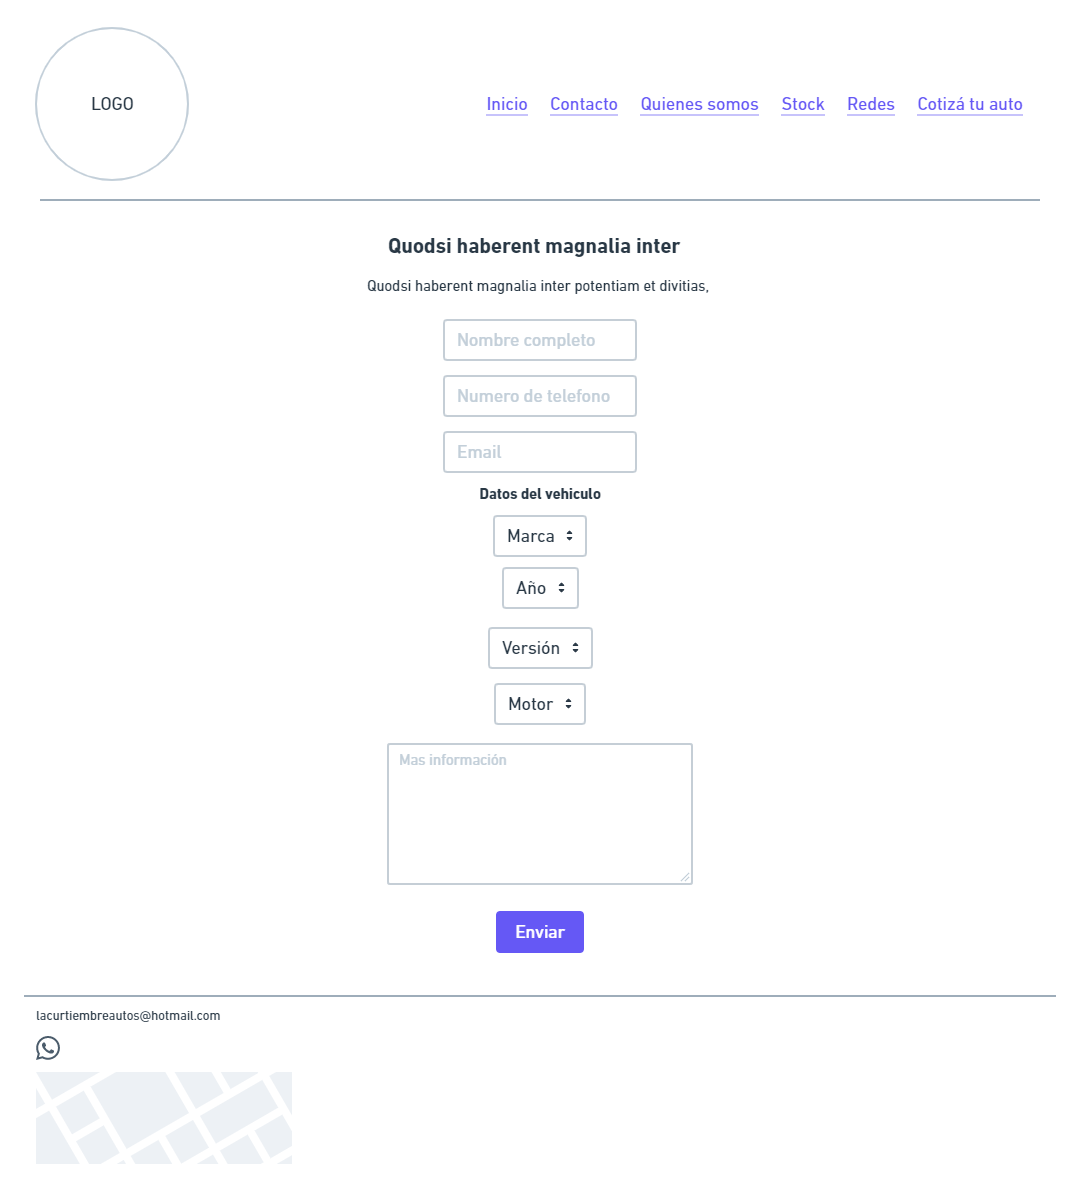 LOGO
Inicio Contacto Quienes somos Stock Redes Cotizá tu auto
Quodsi haberent magnalia inter
Quodsi haberent magnalia inter potentiam et divitias,
Nombre completo
Numero de telefono
Email
Datos del vehiculo
Marca
Año
Versión
Motor
Mas información
Enviar
lacurtiembreautos@hotmail.com